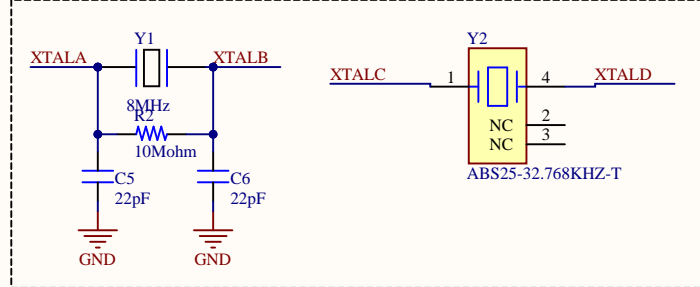 Y1
XTALA
XTALB
8MHz
R2
10Mohm
C5
22pF
C6
22pF
GND
GND
Y2
XTALC
1
4
XTALD
NC
2
NC
3
ABS25-32.768KHZ-T